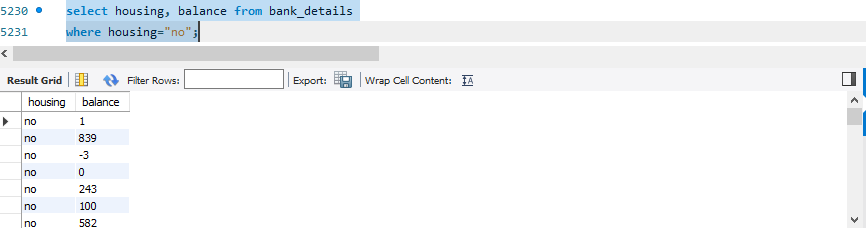 5230 select housing, balance from bank_details
5231 where housing="no";
Result Grid Filter Rows: Export: Wrap Cell Content: IA
housing balance
no 1
no 839
no -3
no 0
no 243
no 100
no 582